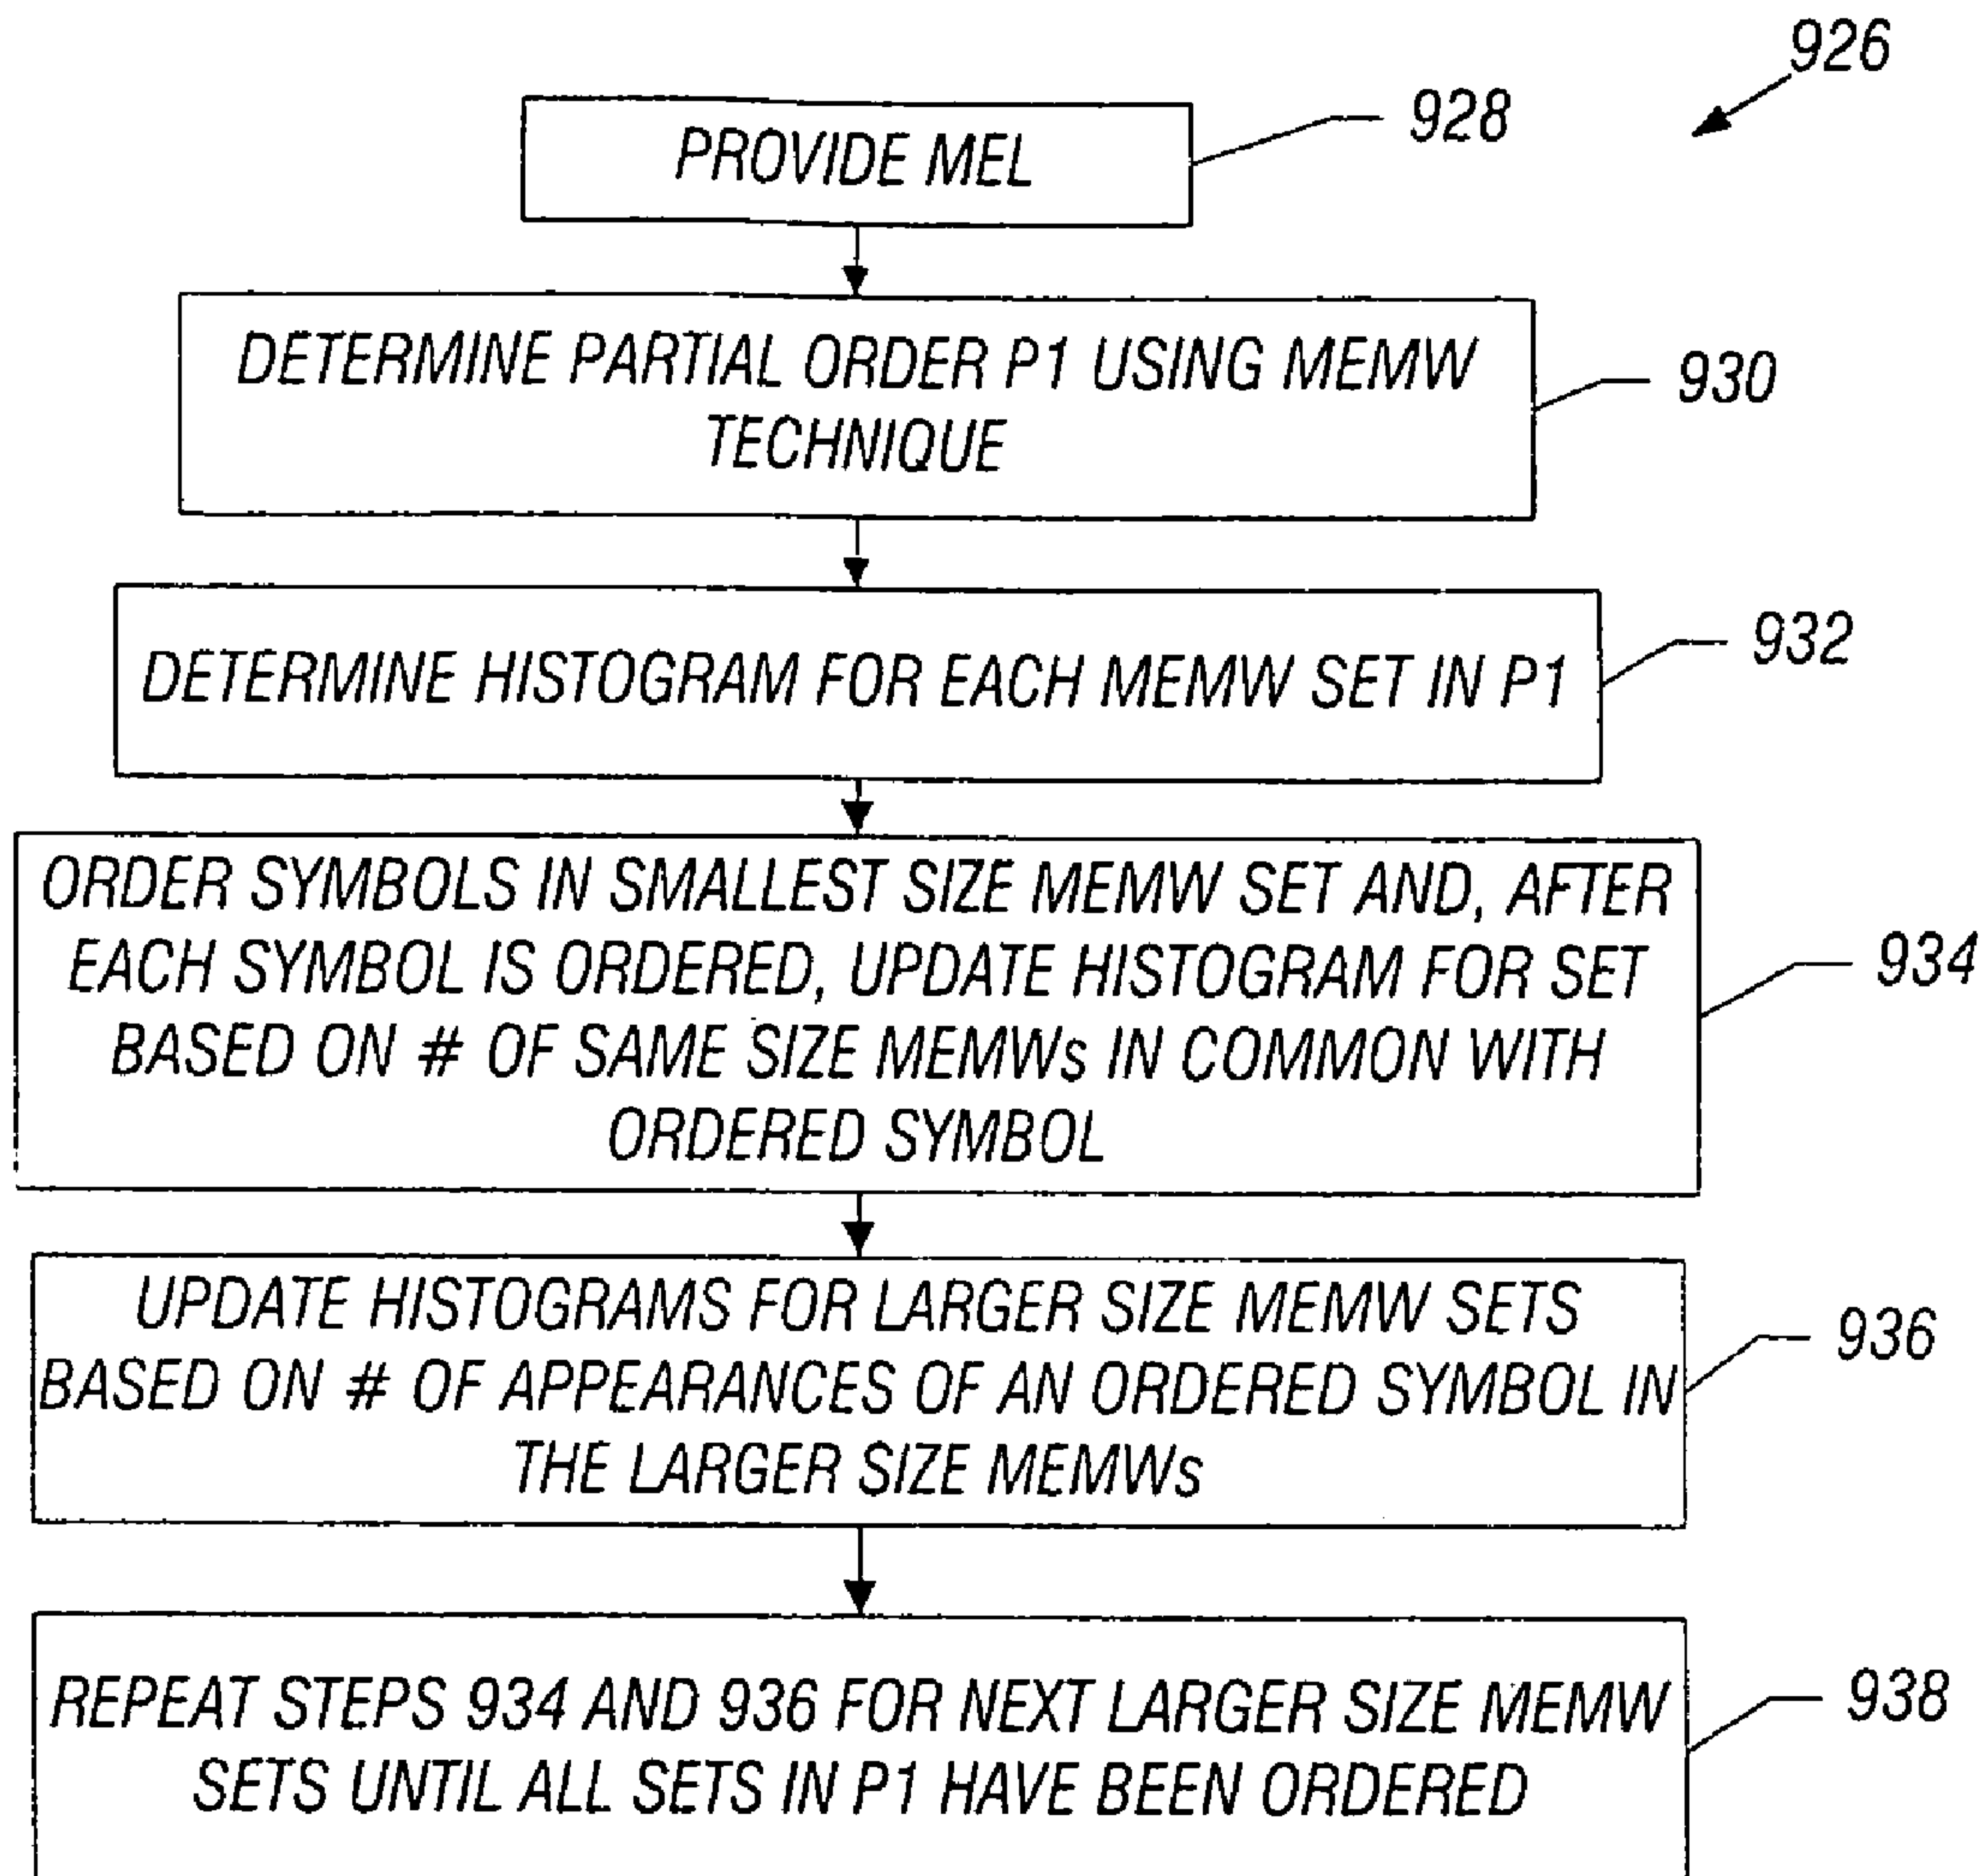 926
PROVIDE MEL
928
DETERMINE PARTIAL ORDER P1 USING MEMW
TECHNIQUE
930
DETERMINE HISTOGRAM FOR EACH MEMW SET IN P1
932
ORDER SYMBOLS IN SMALLEST SIZE MEMW SET AND, AFTER
EACH SYMBOL IS ORDERED, UPDATE HISTOGRAM FOR SET
BASED ON # OF SAME SIZE MEMWs IN COMMON WITH
ORDERED SYMBOL
934
UPDATE HISTOGRAMS FOR LARGER SIZE MEMW SETS
BASED ON # OF APPEARANCES OF AN ORDERED SYMBOL IN
THE LARGER SIZE MEMWs
936
REPEAT STEPS 934 AND 936 FOR NEXT LARGER SIZE MEMW
SETS UNTIL ALL SETS IN P1 HAVE BEEN ORDERED
938